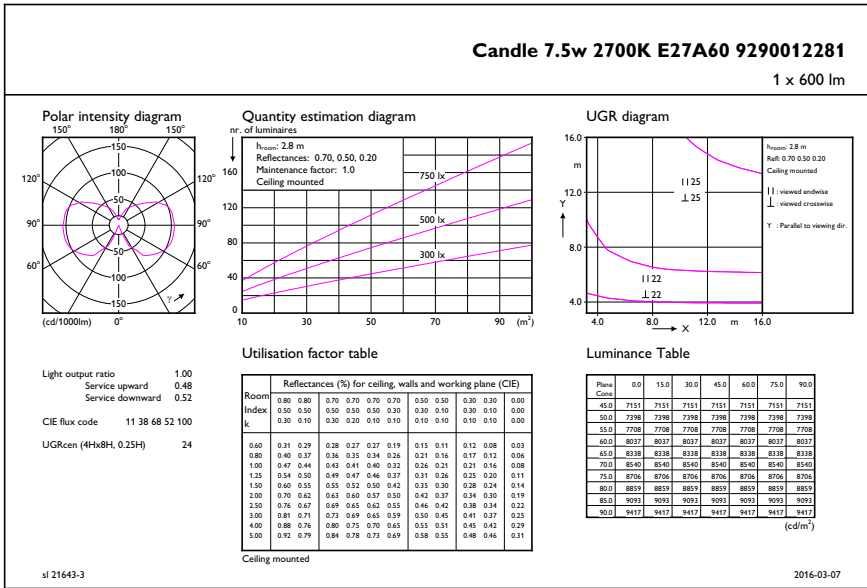 Candle 7.5w 2700K E27A60 9290012281
1 x 600 lm
Polar intensity diagram
150° 180° 150°
120° 120°
90° 90°
60° 60°
150
100
50
50
100
150
γ
(cd/1000lm) 0°
Quantity estimation diagram
nr. of luminaires
hroom: 2.8 m
Reflectances: 0.70, 0.50, 0.20
Maintenance factor: 1.0
Ceiling mounted
160
120
80
40
0
750 lx
500 lx
300 lx
10 30 50 70 90 (m²)
UGR diagram
16.0
m
12.0
Y
8.0
4.0
II25
⊥25
II22
⊥22
4.0 8.0 12.0 m 16.0
X
hroom: 2.8 m
Refl: 0.70 0.50 0.20
Ceiling mounted
II : viewed endwise
⊥ : viewed crosswise
Y : Parallel to viewing dir.
Light output ratio 1.00
Service upward 0.48
Service downward 0.52
CIE flux code 11 38 68 52 100
UGRcen (4Hx8H, 0.25H) 24
Utilisation factor table
Room Index k
Reflectances (%) for ceiling, walls and working plane (CIE)
0.80 0.80 0.70 0.70 0.70 0.70 0.50 0.50 0.30 0.30 0.00
0.50 0.50 0.50 0.50 0.50 0.30 0.30 0.10 0.30 0.10 0.00
0.30 0.10 0.30 0.20 0.10 0.10 0.10 0.10 0.10 0.10 0.00
0.60 0.31 0.29 0.28 0.27 0.27 0.19 0.15 0.11 0.12 0.08 0.03
0.80 0.40 0.37 0.36 0.35 0.34 0.26 0.21 0.16 0.17 0.12 0.06
1.00 0.47 0.44 0.43 0.41 0.40 0.32 0.26 0.21 0.21 0.16 0.08
1.25 0.54 0.50 0.49 0.47 0.46 0.37 0.31 0.26 0.25 0.20 0.11
1.50 0.60 0.55 0.55 0.52 0.50 0.42 0.35 0.30 0.28 0.24 0.14
2.00 0.70 0.62 0.63 0.60 0.57 0.50 0.42 0.37 0.34 0.30 0.19
2.50 0.76 0.67 0.69 0.65 0.62 0.55 0.46 0.42 0.38 0.34 0.22
3.00 0.81 0.71 0.73 0.69 0.65 0.59 0.50 0.45 0.41 0.37 0.25
4.00 0.88 0.76 0.80 0.75 0.70 0.65 0.55 0.51 0.45 0.42 0.29
5.00 0.92 0.79 0.84 0.78 0.73 0.69 0.58 0.55 0.48 0.46 0.31
Ceiling mounted
Luminance Table
Plane Cone 0.0 15.0 30.0 45.0 60.0 75.0 90.0
45.0 7151 7151 7151 7151 7151 7151 7151
50.0 7398 7398 7398 7398 7398 7398 7398
55.0 7708 7708 7708 7708 7708 7708 7708
60.0 8037 8037 8037 8037 8037 8037 8037
65.0 8338 8338 8338 8338 8338 8338 8338
70.0 8540 8540 8540 8540 8540 8540 8540
75.0 8706 8706 8706 8706 8706 8706 8706
80.0 8859 8859 8859 8859 8859 8859 8859
85.0 9093 9093 9093 9093 9093 9093 9093
90.0 9417 9417 9417 9417 9417 9417 9417
(cd/m²)
sl 21643-3
2016-03-07